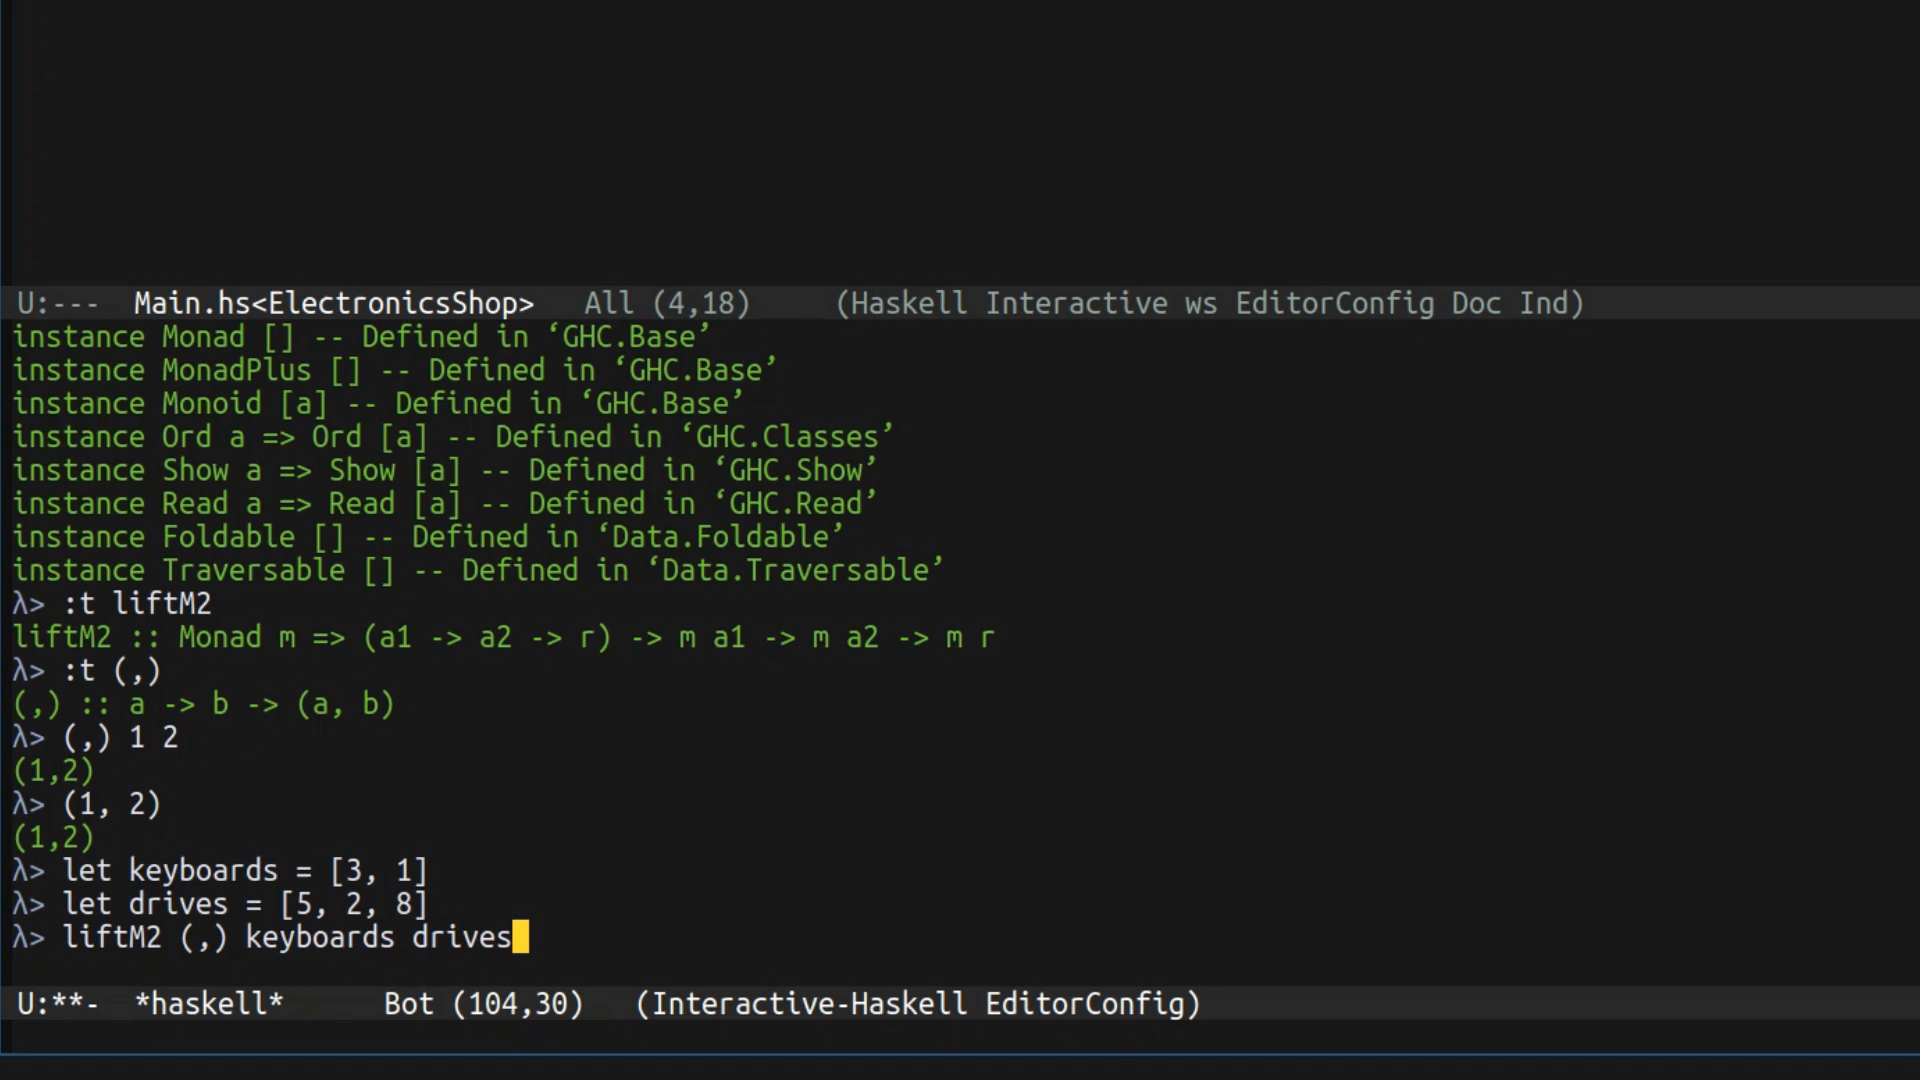 U:---  Main.hs<ElectronicsShop>   All (4,18)     (Haskell Interactive ws EditorConfig Doc Ind)
instance Monad [] -- Defined in ‘GHC.Base’
instance MonadPlus [] -- Defined in ‘GHC.Base’
instance Monoid [a] -- Defined in ‘GHC.Base’
instance Ord a => Ord [a] -- Defined in ‘GHC.Classes’
instance Show a => Show [a] -- Defined in ‘GHC.Show’
instance Read a => Read [a] -- Defined in ‘GHC.Read’
instance Foldable [] -- Defined in ‘Data.Foldable’
instance Traversable [] -- Defined in ‘Data.Traversable’
λ> :t liftM2
liftM2 :: Monad m => (a1 -> a2 -> r) -> m a1 -> m a2 -> m r
λ> :t (,)
(,) :: a -> b -> (a, b)
λ> (,) 1 2
(1,2)
λ> (1, 2)
(1,2)
λ> let keyboards = [3, 1]
λ> let drives = [5, 2, 8]
λ> liftM2 (,) keyboards drives
U:**-  *haskell*      Bot (104,30)   (Interactive-Haskell EditorConfig)